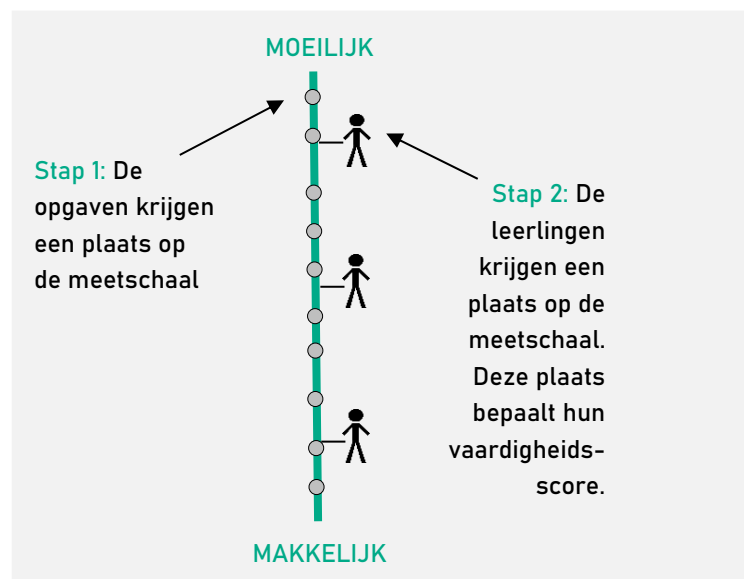 MOEILIJK
Stap 1: De
opgaven krijgen
een plaats op
de meetschaal
Stap 2: De
leerlingen
krijgen een
plaats op de
meetschaal.
Deze plaats
bepaalt hun
vaardigheids-
score.
MAKKELIJK